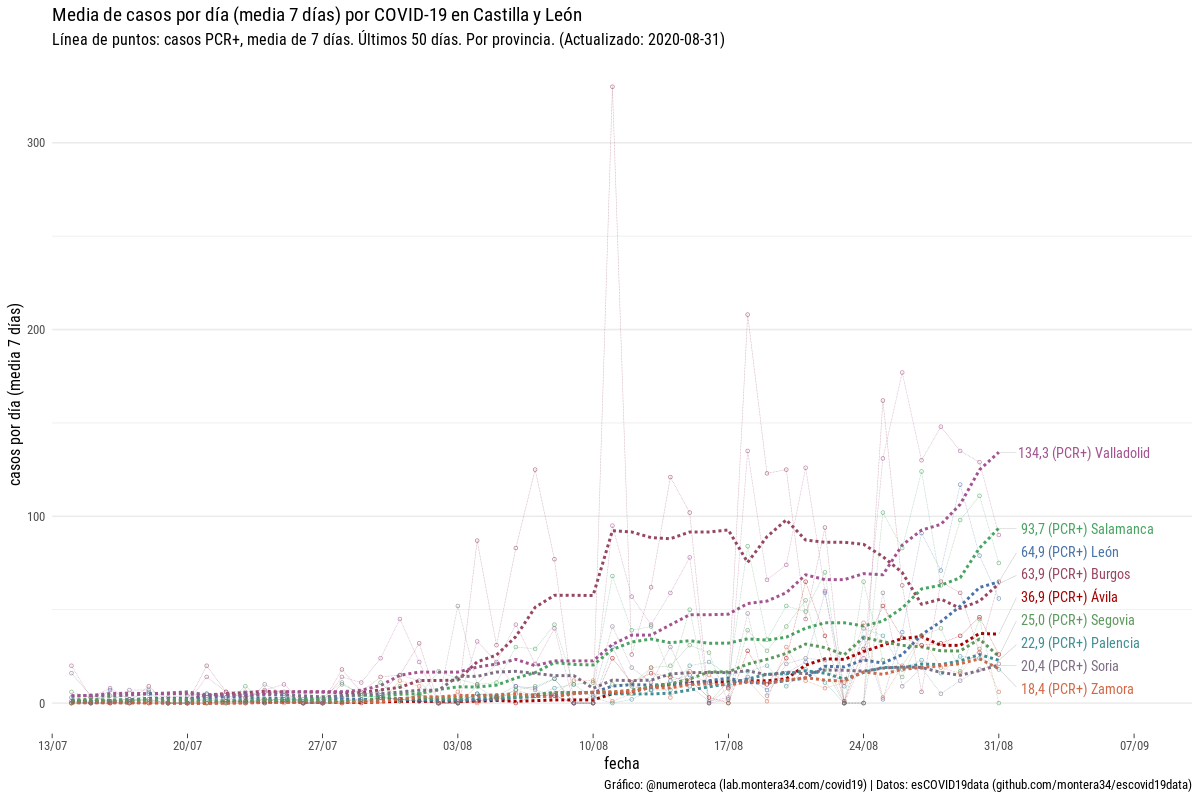 Media de casos por día (media 7 días) por COVID-19 en Castilla y León
Línea de puntos: casos PCR+, media de 7 días. Últimos 50 días. Por provincia. (Actualizado: 2020-08-31)
casos por día (media 7 días)
300
200
100
0
134,3 (PCR+) Valladolid
93,7 (PCR+) Salamanca
64,9 (PCR+) León
63,9 (PCR+) Burgos
36,9 (PCR+) Ávila
25,0 (PCR+) Segovia
22,9 (PCR+) Palencia
20,4 (PCR+) Soria
18,4 (PCR+) Zamora
13/07 20/07 27/07 03/08 10/08 17/08 24/08 31/08 07/09
fecha
Gráfico: @numeroteca (lab.montera34.com/covid19) | Datos: esCOVID19data (github.com/montera34/escovid19data)